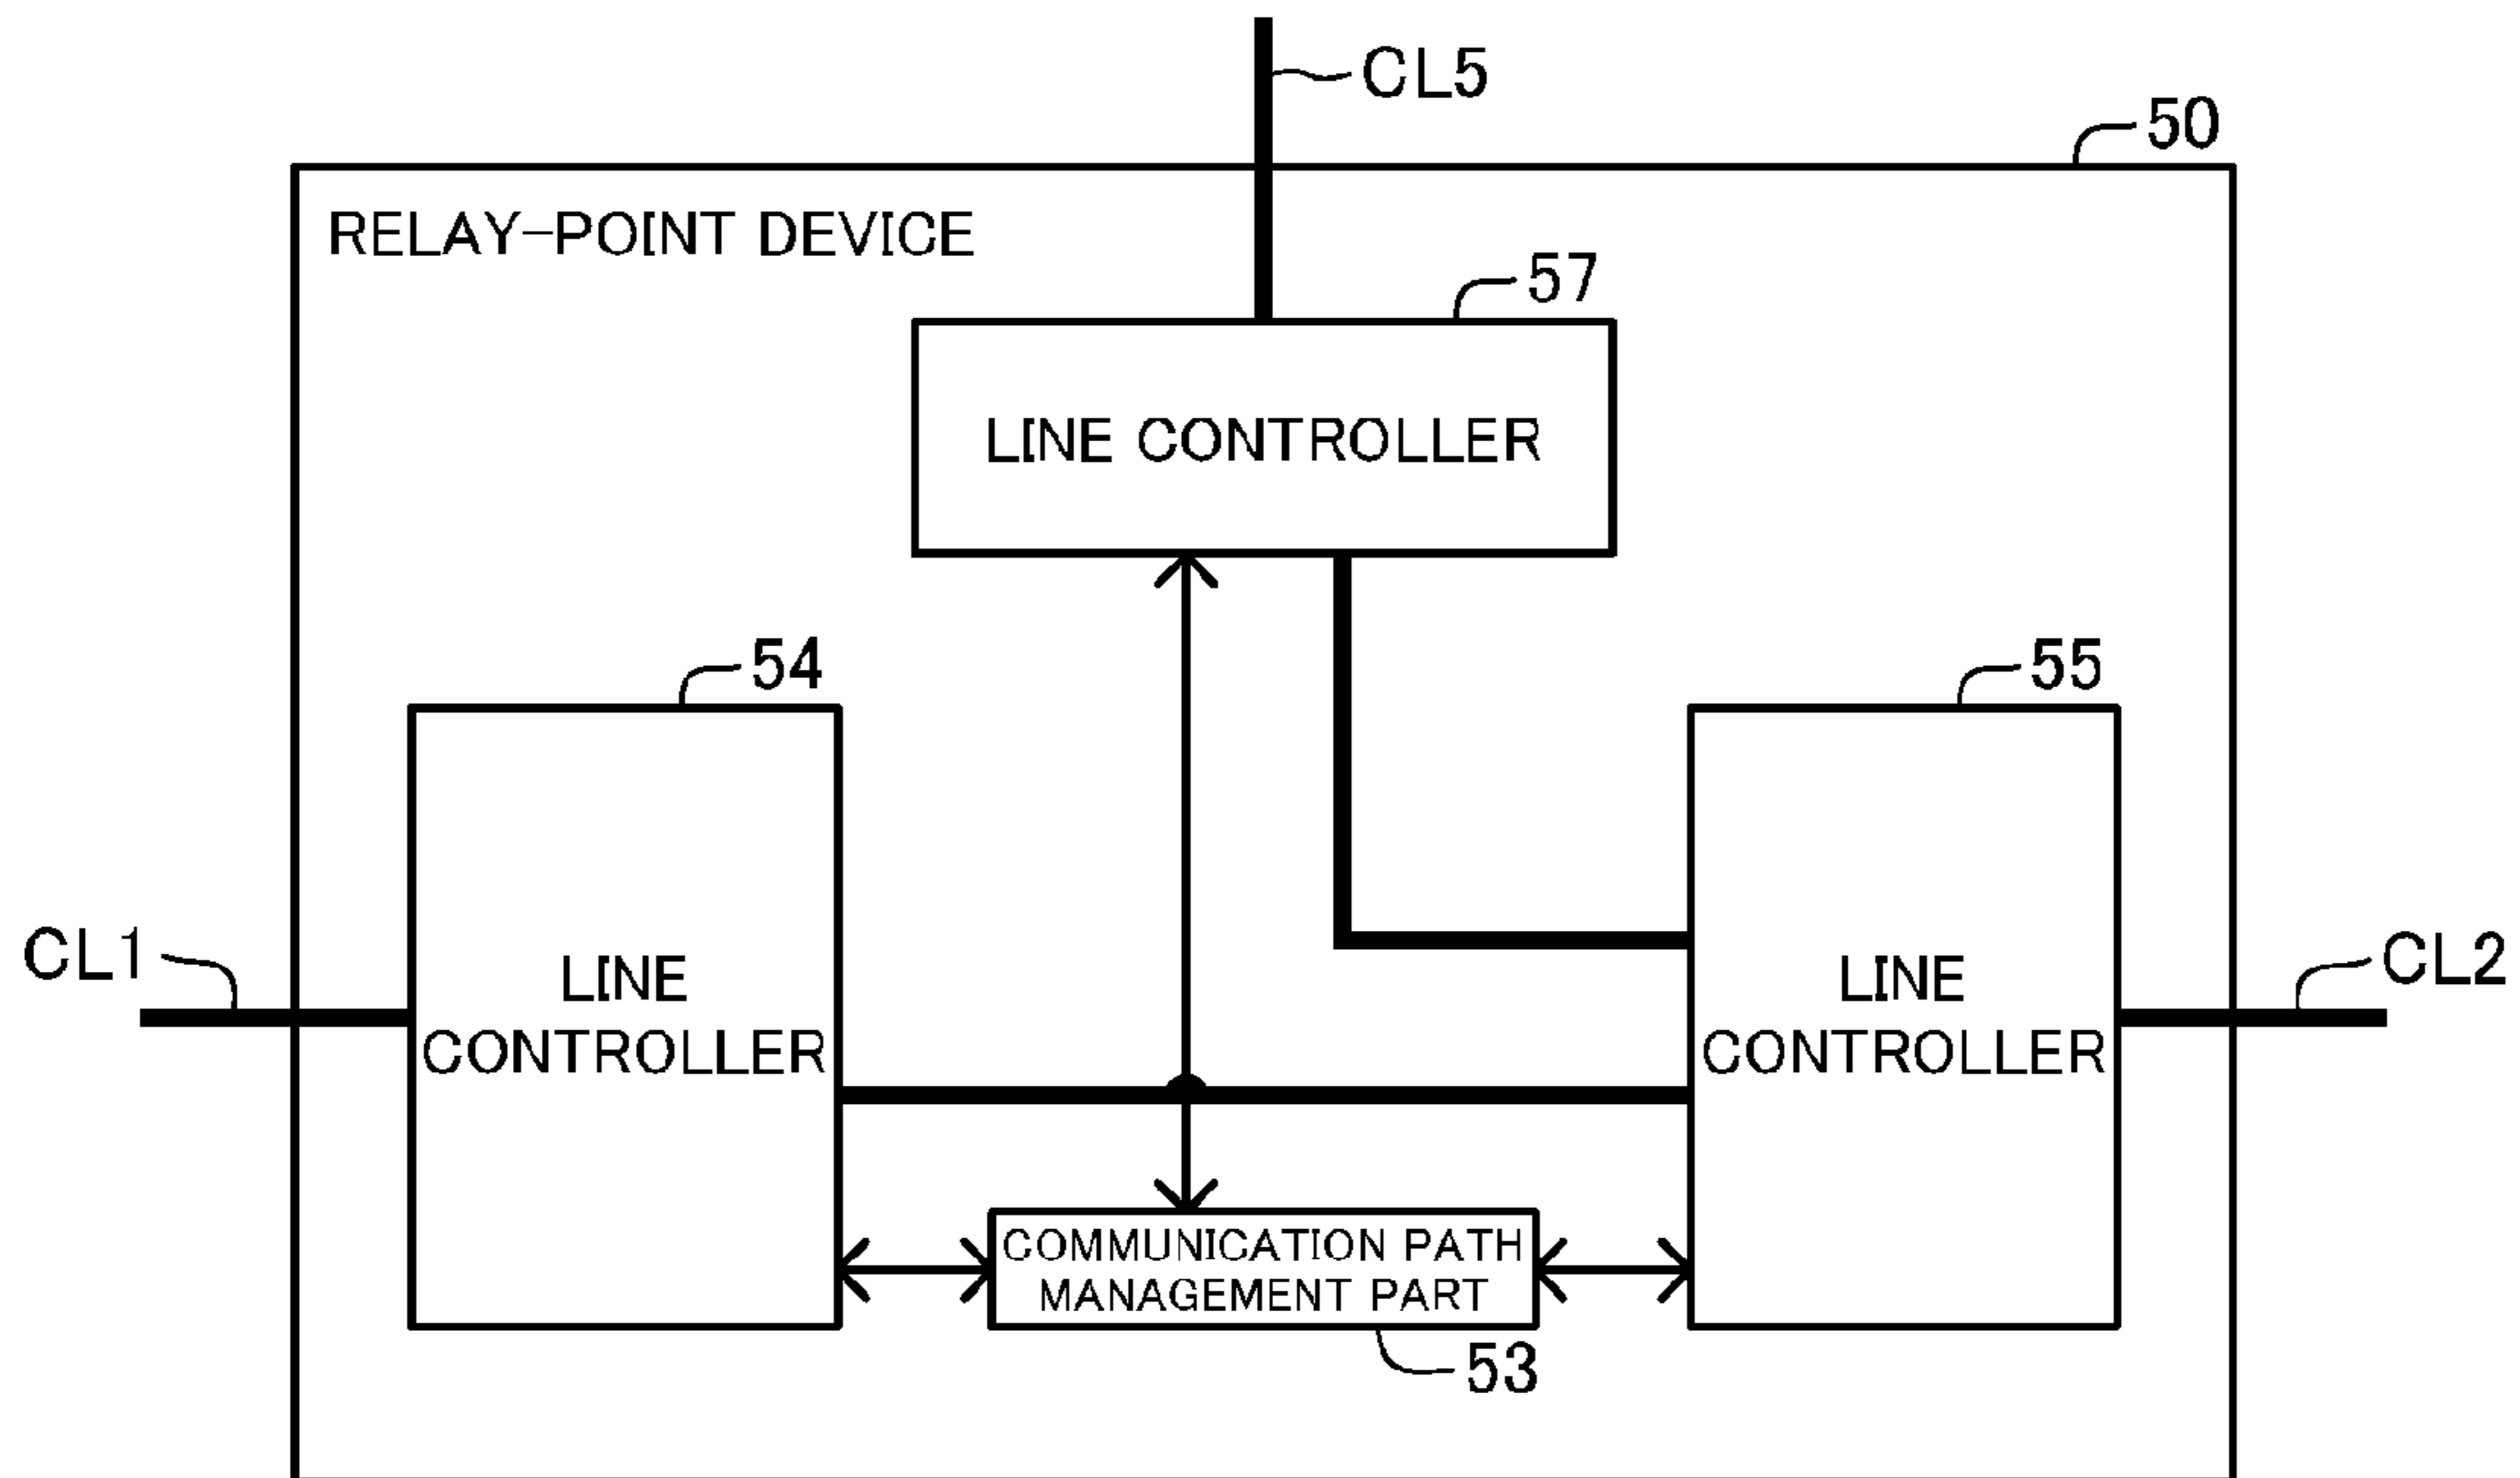 CL5
50
RELAY-POINT DEVICE
57
LINE CONTROLLER
54
55
CL1
LINE
CONTROLLER
LINE
CONTROLLER
CL2
COMMUNICATION PATH
MANAGEMENT PART
53